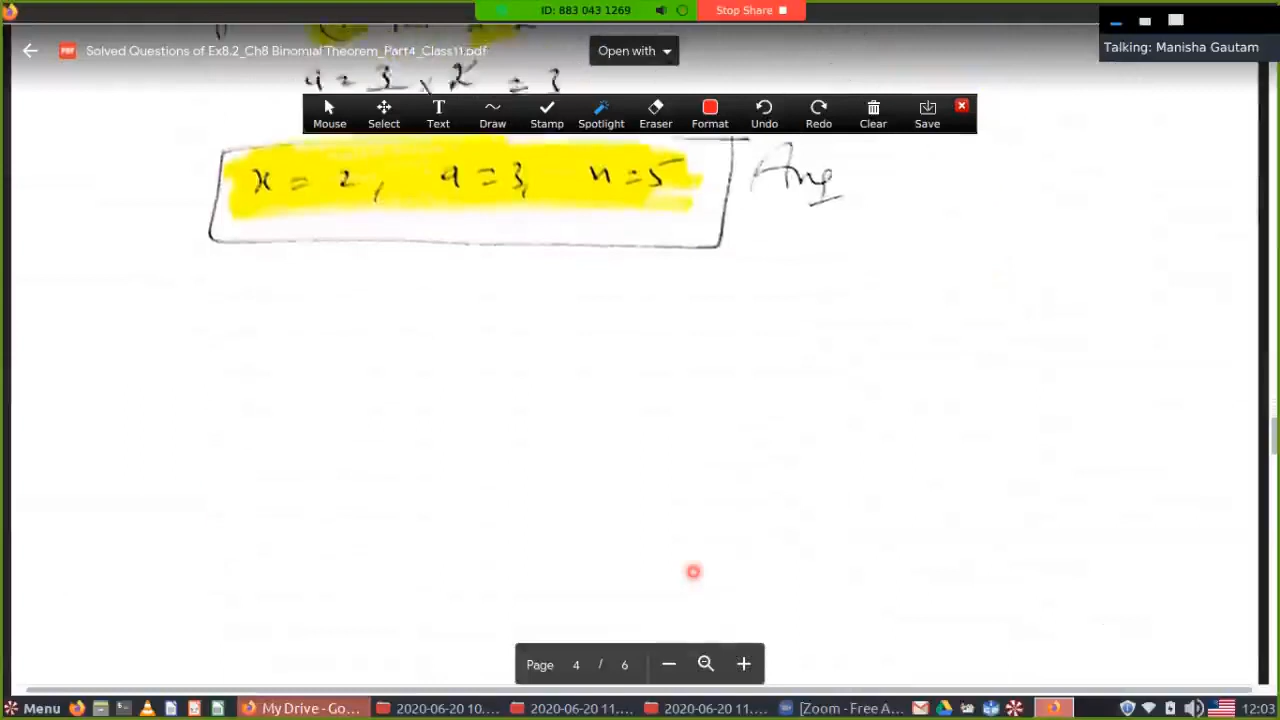 ID: 883 043 1269
Stop Share
Talking: Manisha Gautam
Solved Questions of Ex8.2_Ch8 Binomial Theorem_Part4_Class11.pdf
Open with
Mouse
Select
Text
Draw
Stamp
Spotlight
Eraser
Format
Undo
Redo
Clear
Save
x = 2, a = 3, n = 5
Ans
Page 4 / 6
Menu
My Drive - Go...
2020-06-20 10....
2020-06-20 11,...
2020-06-20 11....
[Zoom - Free A...
12:03